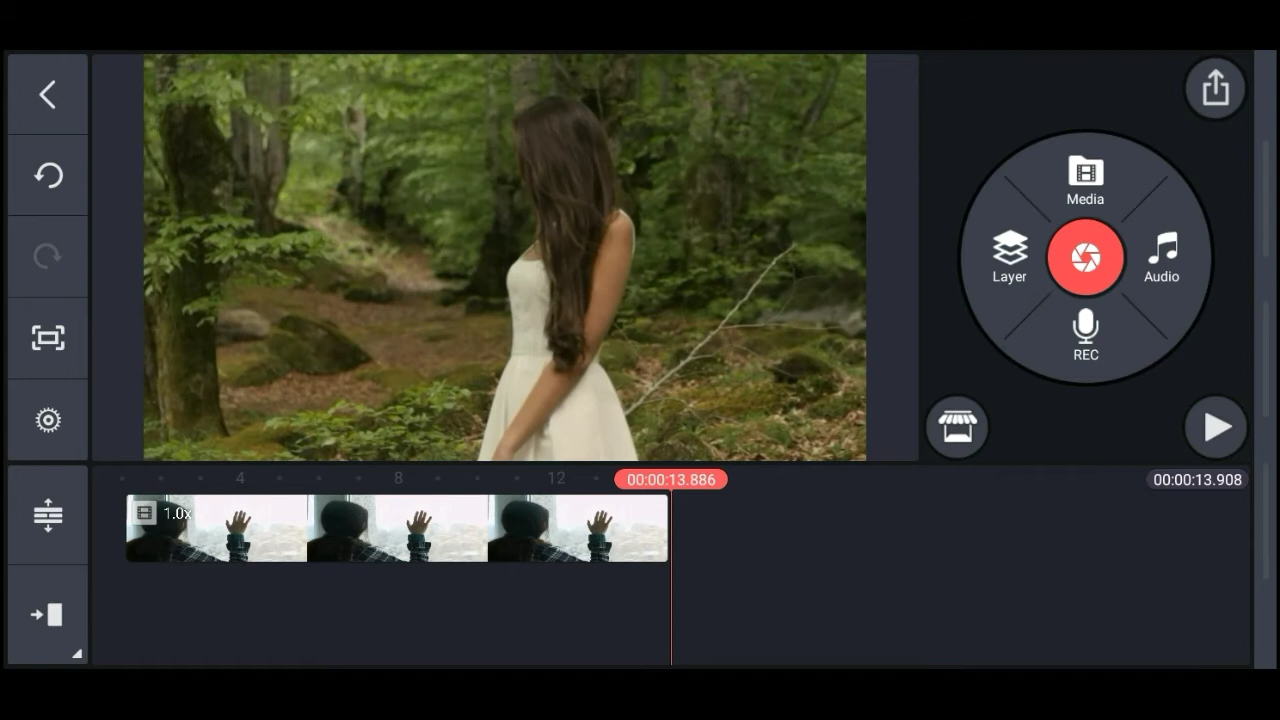 Media
Layer
Audio
REC
4
8
12
00:00:13.886
00:00:13.908
1.0x